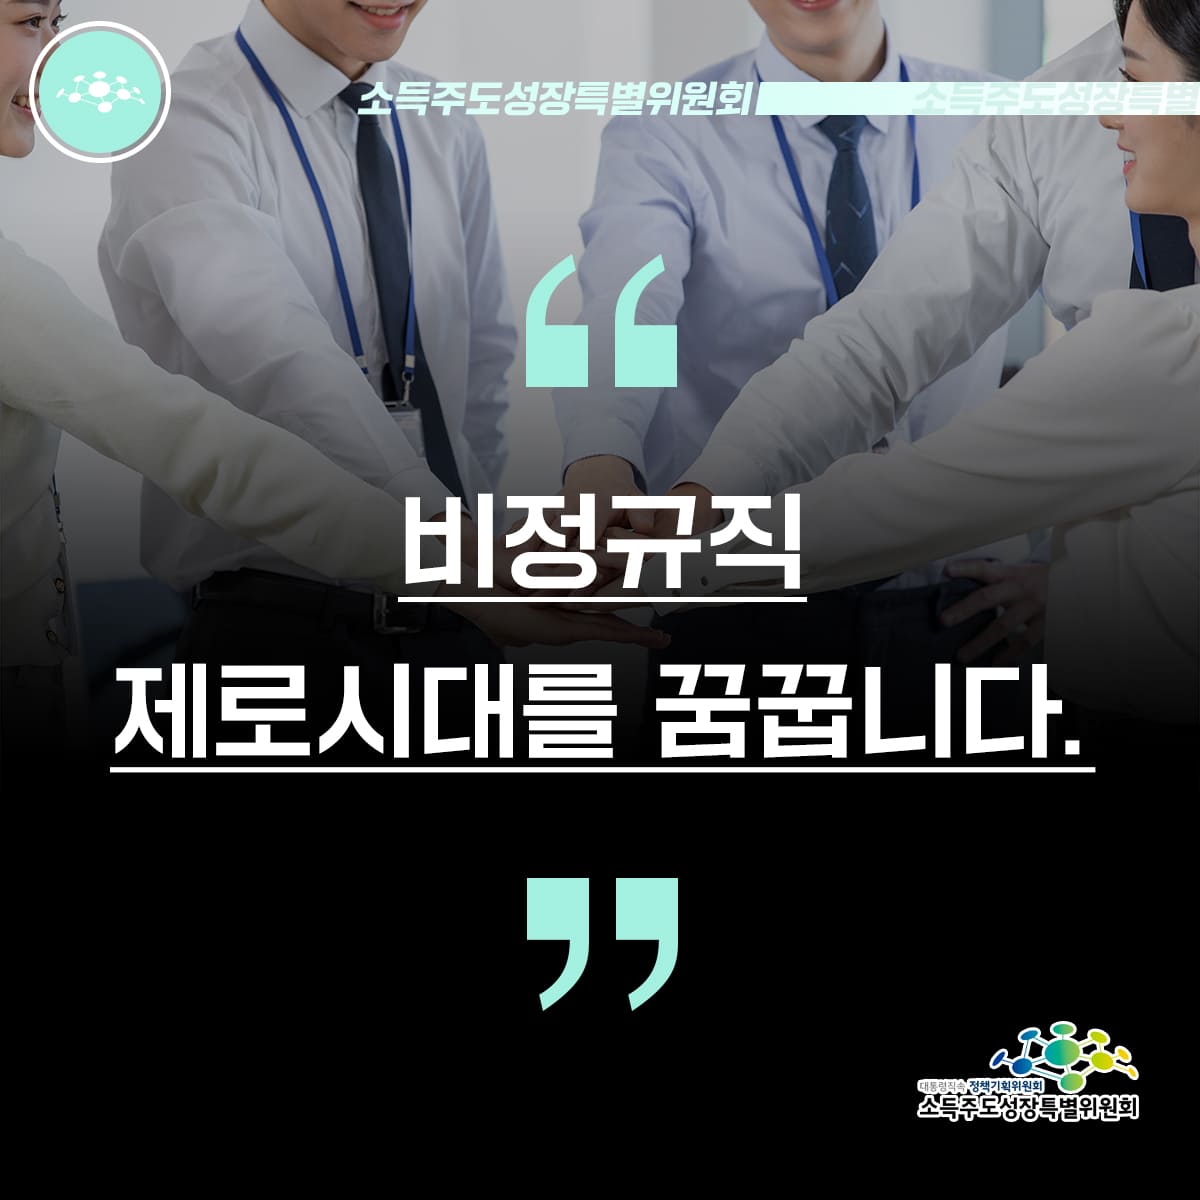 소득주도성장특별위원회 소득주도성장특별
비정규직
제로시대를 꿈꿉니다.
대통령직속 정책기획위원회
소득주도성장특별위원회